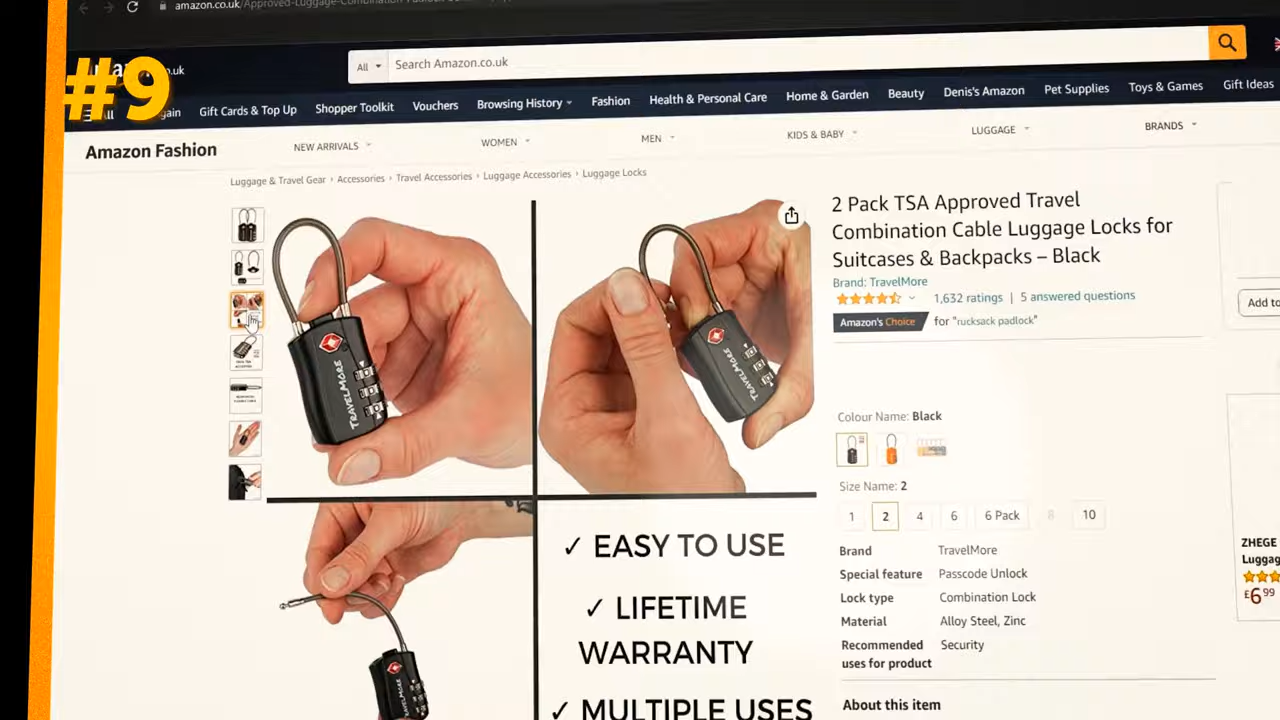 amazon.co.uk/Approved-Luggage-Combination-Padlock
#9
.uk
All
Search Amazon.co.uk
All
Gift Cards & Top Up
Shopper Toolkit
Vouchers
Browsing History
Fashion
Health & Personal Care
Home & Garden
Beauty
Denis's Amazon
Pet Supplies
Toys & Games
Gift Ideas
Amazon Fashion
NEW ARRIVALS
WOMEN
MEN
KIDS & BABY
LUGGAGE
BRANDS
Luggage & Travel Gear › Accessories › Travel Accessories › Luggage Accessories › Luggage Locks
TRAVELMORE
TRAVELMORE
TRAVELMORE
✓ EASY TO USE
✓ LIFETIME
WARRANTY
✓ MULTIPLE USES
2 Pack TSA Approved Travel
Combination Cable Luggage Locks for
Suitcases & Backpacks – Black
Brand: TravelMore
1,632 ratings | 5 answered questions
Amazon's Choice for "rucksack padlock"
Colour Name: Black
Size Name: 2
1 2 4 6 6 Pack 8 10
Brand TravelMore
Special feature Passcode Unlock
Lock type Combination Lock
Material Alloy Steel, Zinc
Recommended Security
uses for product
About this item
Add to
ZHEGE
Luggag
£6.99